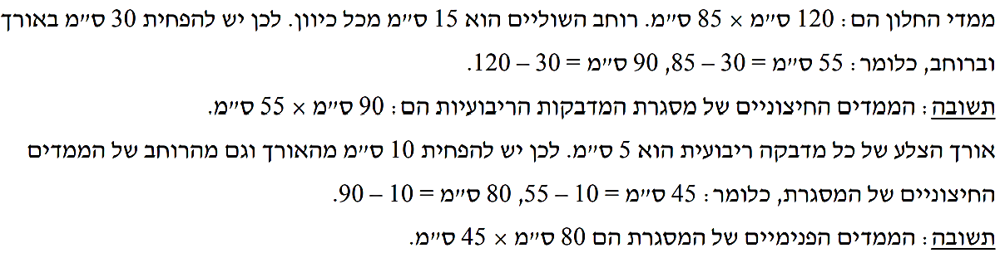 ממדי החלון הם: 120 ס״מ × 85 ס״מ. רוחב השוליים הוא 15 ס״מ מכל כיוון. לכן יש להפחית 30 ס״מ באורך
וברוחב, כלומר: 55 ס״מ = 30 – 85, 90 ס״מ = 30 – 120.
תשובה: הממדים החיצוניים של מסגרת המדבקות הריבועיות הם: 90 ס״מ × 55 ס״מ.
אורך הצלע של כל מדבקה ריבועית הוא 5 ס״מ. לכן יש להפחית 10 ס״מ מהאורך וגם מהרוחב של הממדים
החיצוניים של המסגרת, כלומר: 45 ס״מ = 10 – 55, 80 ס״מ = 10 – 90.
תשובה: הממדים הפנימיים של המסגרת הם 80 ס״מ × 45 ס״מ.